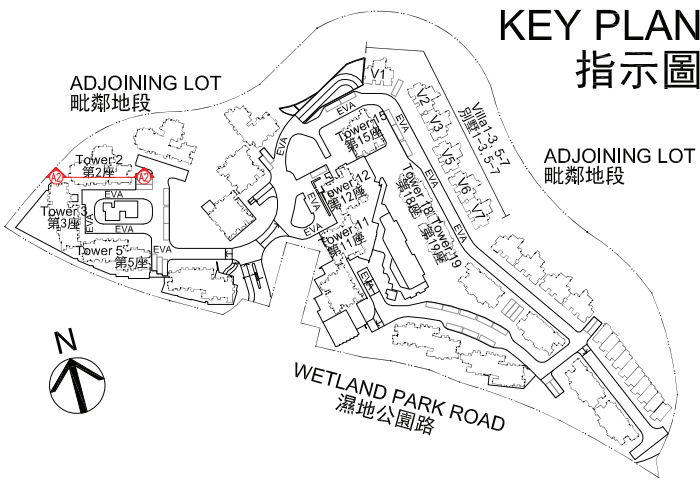 KEY PLAN
指示圖
ADJOINING LOT
毗鄰地段
V1
V2
V3
V5
V6
V7
Villa1-3, 5-7
別墅1-3, 5-7
ADJOINING LOT
毗鄰地段
EVA
EVA
Tower 15
第15座
Tower 2
第2座
A2
A2
EVA
Tower 12
第12座
Tower 18
第18座
Tower 3
第3座
EVA
EVA
EVA
EVA
Tower 11
第11座
Tower 19
第19座
Tower 5
第5座
EVA
EVA
EVA
N
WETLAND PARK ROAD
濕地公園路